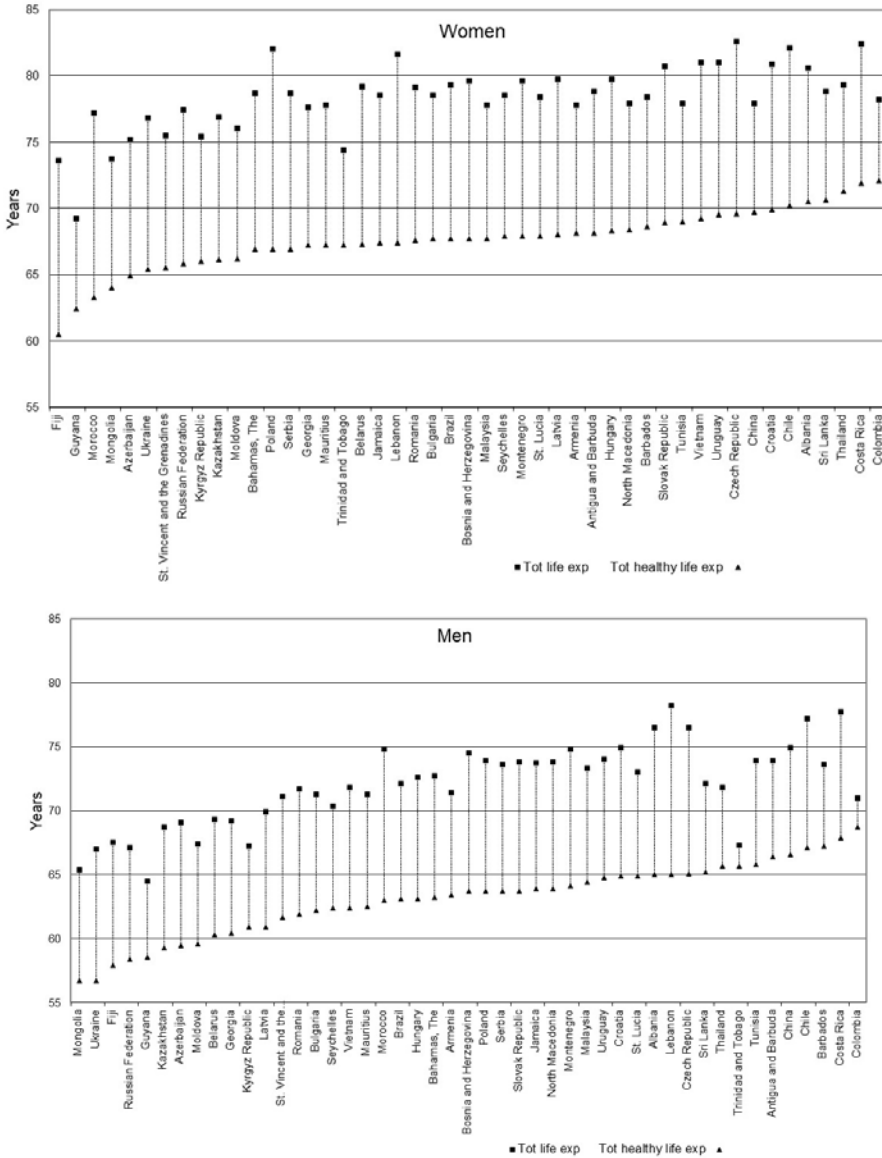 Women
85
80
75
70
65
60
55
Years
Fiji
Guyana
Morocco
Mongolia
Azerbaijan
Ukraine
St. Vincent and the Grenadines
Russian Federation
Kyrgyz Republic
Kazakhstan
Moldova
Bahamas, The
Poland
Serbia
Georgia
Mauritius
Trinidad and Tobago
Belarus
Jamaica
Lebanon
Romania
Bulgaria
Brazil
Bosnia and Herzegovina
Malaysia
Seychelles
Montenegro
St. Lucia
Latvia
Armenia
Antigua and Barbuda
Hungary
North Macedonia
Barbados
Slovak Republic
Tunisia
Vietnam
Uruguay
Czech Republic
China
Croatia
Chile
Albania
Sri Lanka
Thailand
Costa Rica
Colombia
Tot life exp Tot healthy life exp
Men
85
80
75
70
65
60
55
Years
Mongolia
Ukraine
Fiji
Russian Federation
Guyana
Kazakhstan
Azerbaijan
Moldova
Belarus
Georgia
Kyrgyz Republic
Latvia
St. Vincent and the...
Romania
Bulgaria
Seychelles
Vietnam
Mauritius
Morocco
Brazil
Hungary
Bahamas, The
Armenia
Bosnia and Herzegovina
Poland
Serbia
Slovak Republic
Jamaica
North Macedonia
Montenegro
Malaysia
Uruguay
Croatia
St. Lucia
Albania
Lebanon
Czech Republic
Sri Lanka
Thailand
Trinidad and Tobago
Tunisia
Antigua and Barbuda
China
Chile
Barbados
Costa Rica
Colombia
Tot life exp Tot healthy life exp